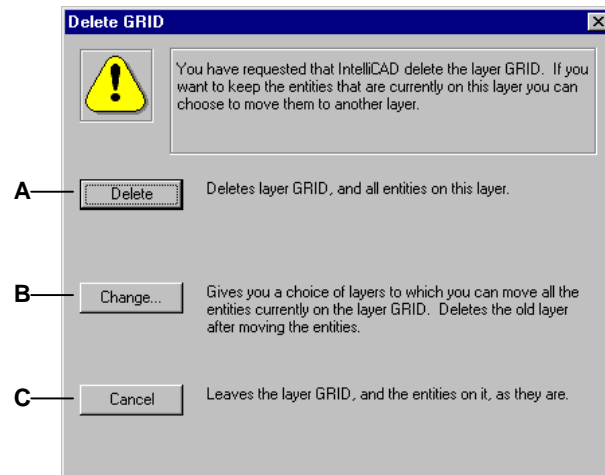 Delete GRID
You have requested that IntelliCAD delete the layer GRID. If you
want to keep the entities that are currently on this layer you can
choose to move them to another layer.
A
Delete
Deletes layer GRID, and all entities on this layer.
B
Change...
Gives you a choice of layers to which you can move all the
entities currently on the layer GRID. Deletes the old layer
after moving the entities.
C
Cancel
Leaves the layer GRID, and the entities on it, as they are.